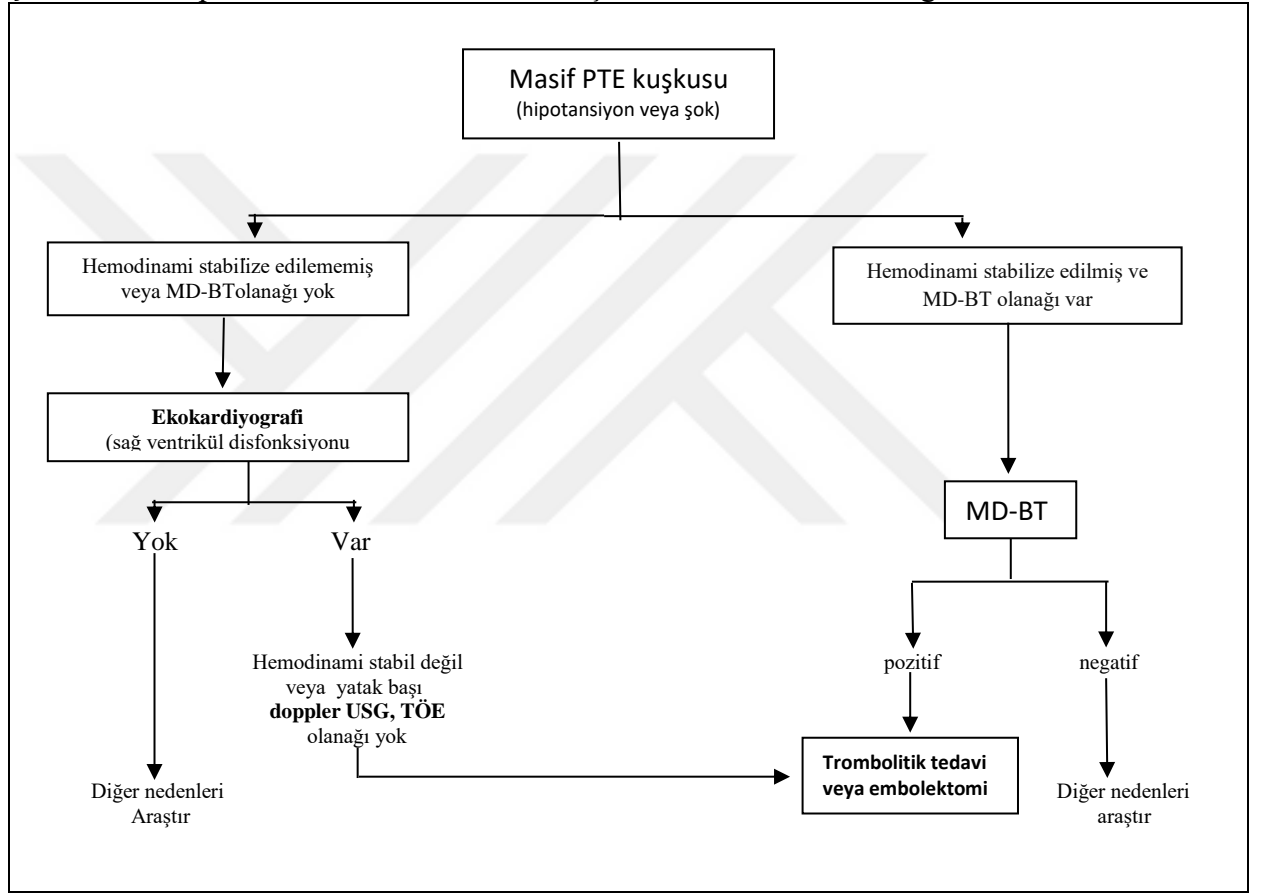 Masif PTE kuşkusu
(hipotansiyon veya şok)
Hemodinami stabilize edilememiş
veya MD-BTolanağı yok
Hemodinami stabilize edilmiş ve
MD-BT olanağı var
Ekokardiyografi
(sağ ventrikül disfonksiyonu
Yok
Var
MD-BT
Hemodinami stabil değil
veya yatak başı
doppler USG, TÖE
olanağı yok
pozitif
negatif
Trombolitik tedavi
veya embolektomi
Diğer nedenleri
Araştır
Diğer nedenleri
araştır